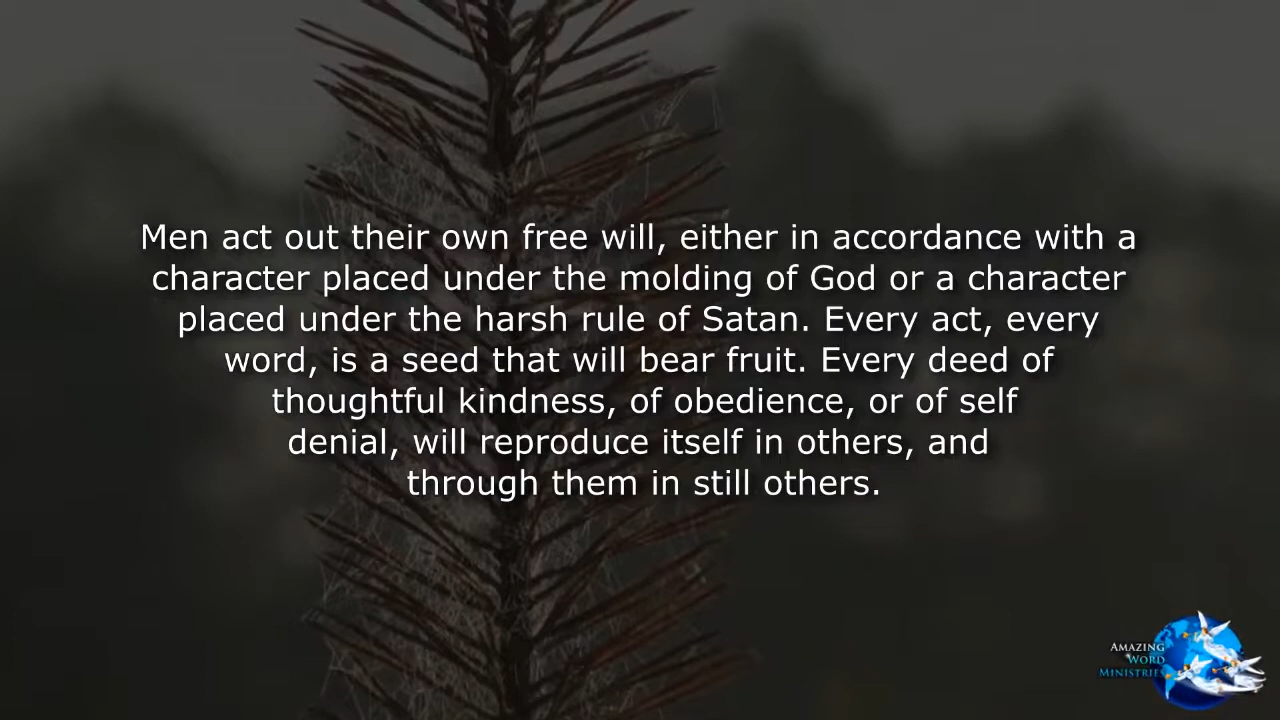 Men act out their own free will, either in accordance with a
character placed under the molding of God or a character
placed under the harsh rule of Satan. Every act, every
word, is a seed that will bear fruit. Every deed of
thoughtful kindness, of obedience, or of self
denial, will reproduce itself in others, and
through them in still others.
AMAZING
WORD
MINISTRIES